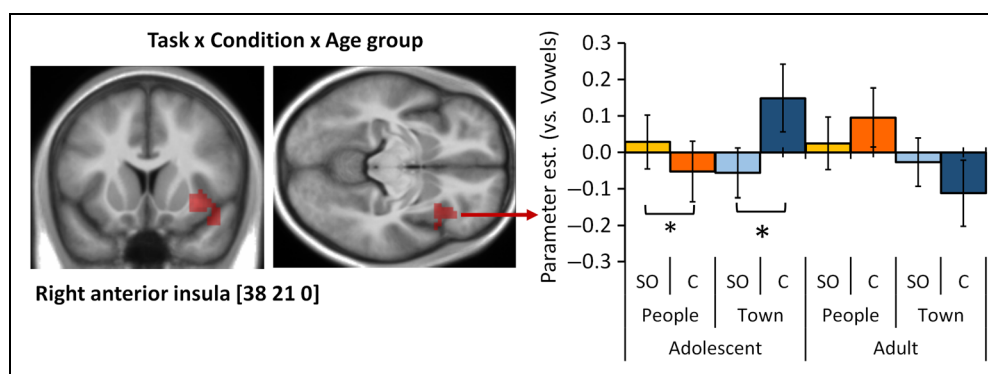 Task x Condition x Age group
Right anterior insula [38 21 0]
Parameter est. (vs. Vowels)
0.3
0.2
0.1
0.0
−0.1
−0.2
−0.3
* *
SO C SO C SO C SO C
People Town People Town
Adolescent Adult